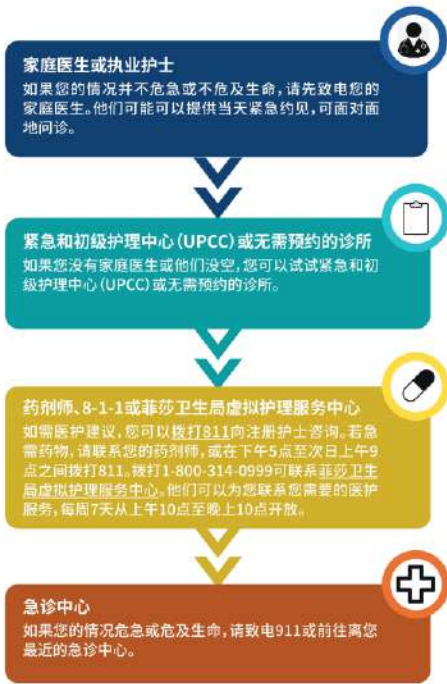 家庭医生或执业护士
如果您的情况并不危急或不危及生命,请先致电您的
家庭医生。他们可能可以提供当天紧急约见,可面对面
地问诊。
紧急和初级护理中心(UPCC)或无需预约的诊所
如果您没有家庭医生或他们没空,您可以试试紧急和初
级护理中心(UPCC)或无需预约的诊所。
药剂师、8-1-1或菲莎卫生局虚拟护理服务中心
如需医护建议,您可以拨打811向注册护士咨询。若急
需药物,请联系您的药剂师,或在下午5点至次日上午9
点之间拨打811。拨打1-800-314-0999可联系菲莎卫生
局虚拟护理服务中心。他们可以为您联系您需要的医护
服务,每周7天从上午10点至晚上10点开放。
急诊中心
如果您的情况危急或危及生命,请致电911或前往离您
最近的急诊中心。